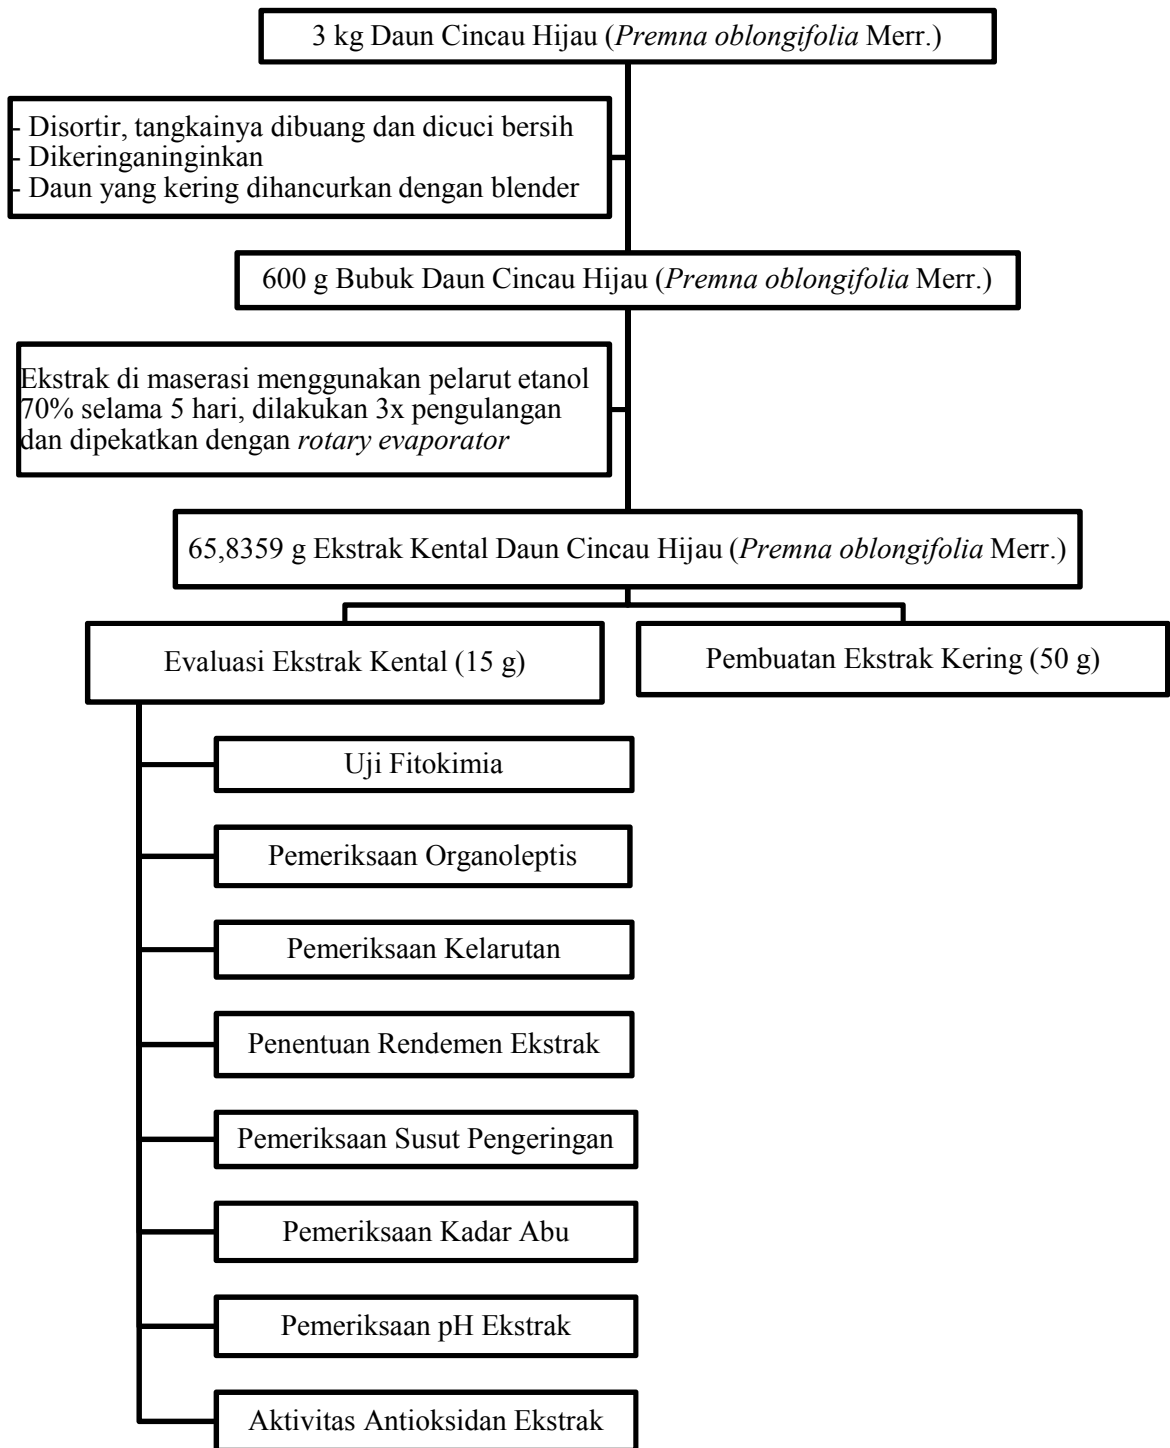 3 kg Daun Cincau Hijau (Premna oblongifolia Merr.)
- Disortir, tangkainya dibuang dan dicuci bersih
- Dikeringaninginkan
- Daun yang kering dihancurkan dengan blender
600 g Bubuk Daun Cincau Hijau (Premna oblongifolia Merr.)
Ekstrak di maserasi menggunakan pelarut etanol
70% selama 5 hari, dilakukan 3x pengulangan
dan dipekatkan dengan rotary evaporator
65,8359 g Ekstrak Kental Daun Cincau Hijau (Premna oblongifolia Merr.)
Evaluasi Ekstrak Kental (15 g)
Pembuatan Ekstrak Kering (50 g)
Uji Fitokimia
Pemeriksaan Organoleptis
Pemeriksaan Kelarutan
Penentuan Rendemen Ekstrak
Pemeriksaan Susut Pengeringan
Pemeriksaan Kadar Abu
Pemeriksaan pH Ekstrak
Aktivitas Antioksidan Ekstrak